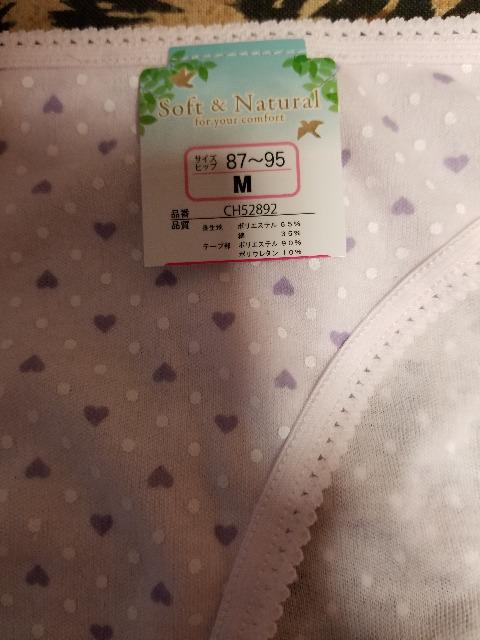 Soft & Natural
for your comfort
サイズ
ヒップ 87～95
M
品番 CH52892
品質 身生地 ポリエステル 65%
綿 35%
テープ部 ポリエステル 90%
ポリウレタン 10%